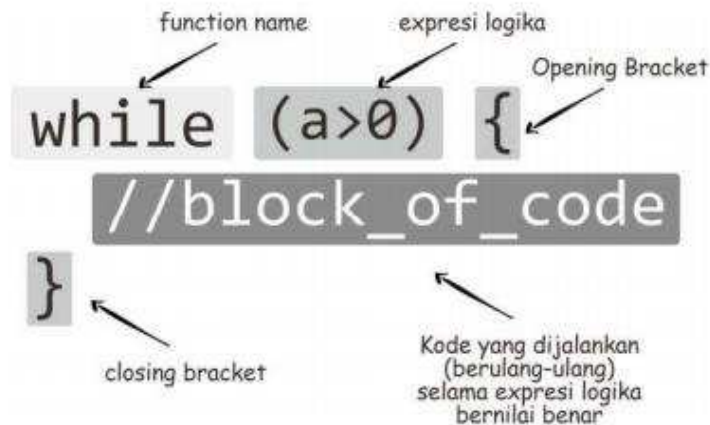 function name
expresi logika
Opening Bracket
while (a>0) {
//block_of_code
}
closing bracket
Kode yang dijalankan
(berulang-ulang)
selama expresi logika
bernilai benar